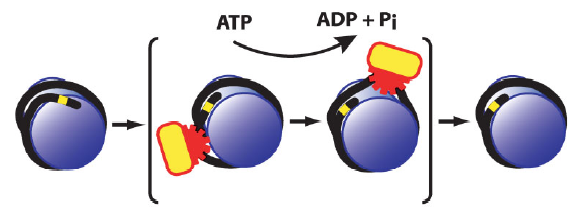 ATP ADP + Pi